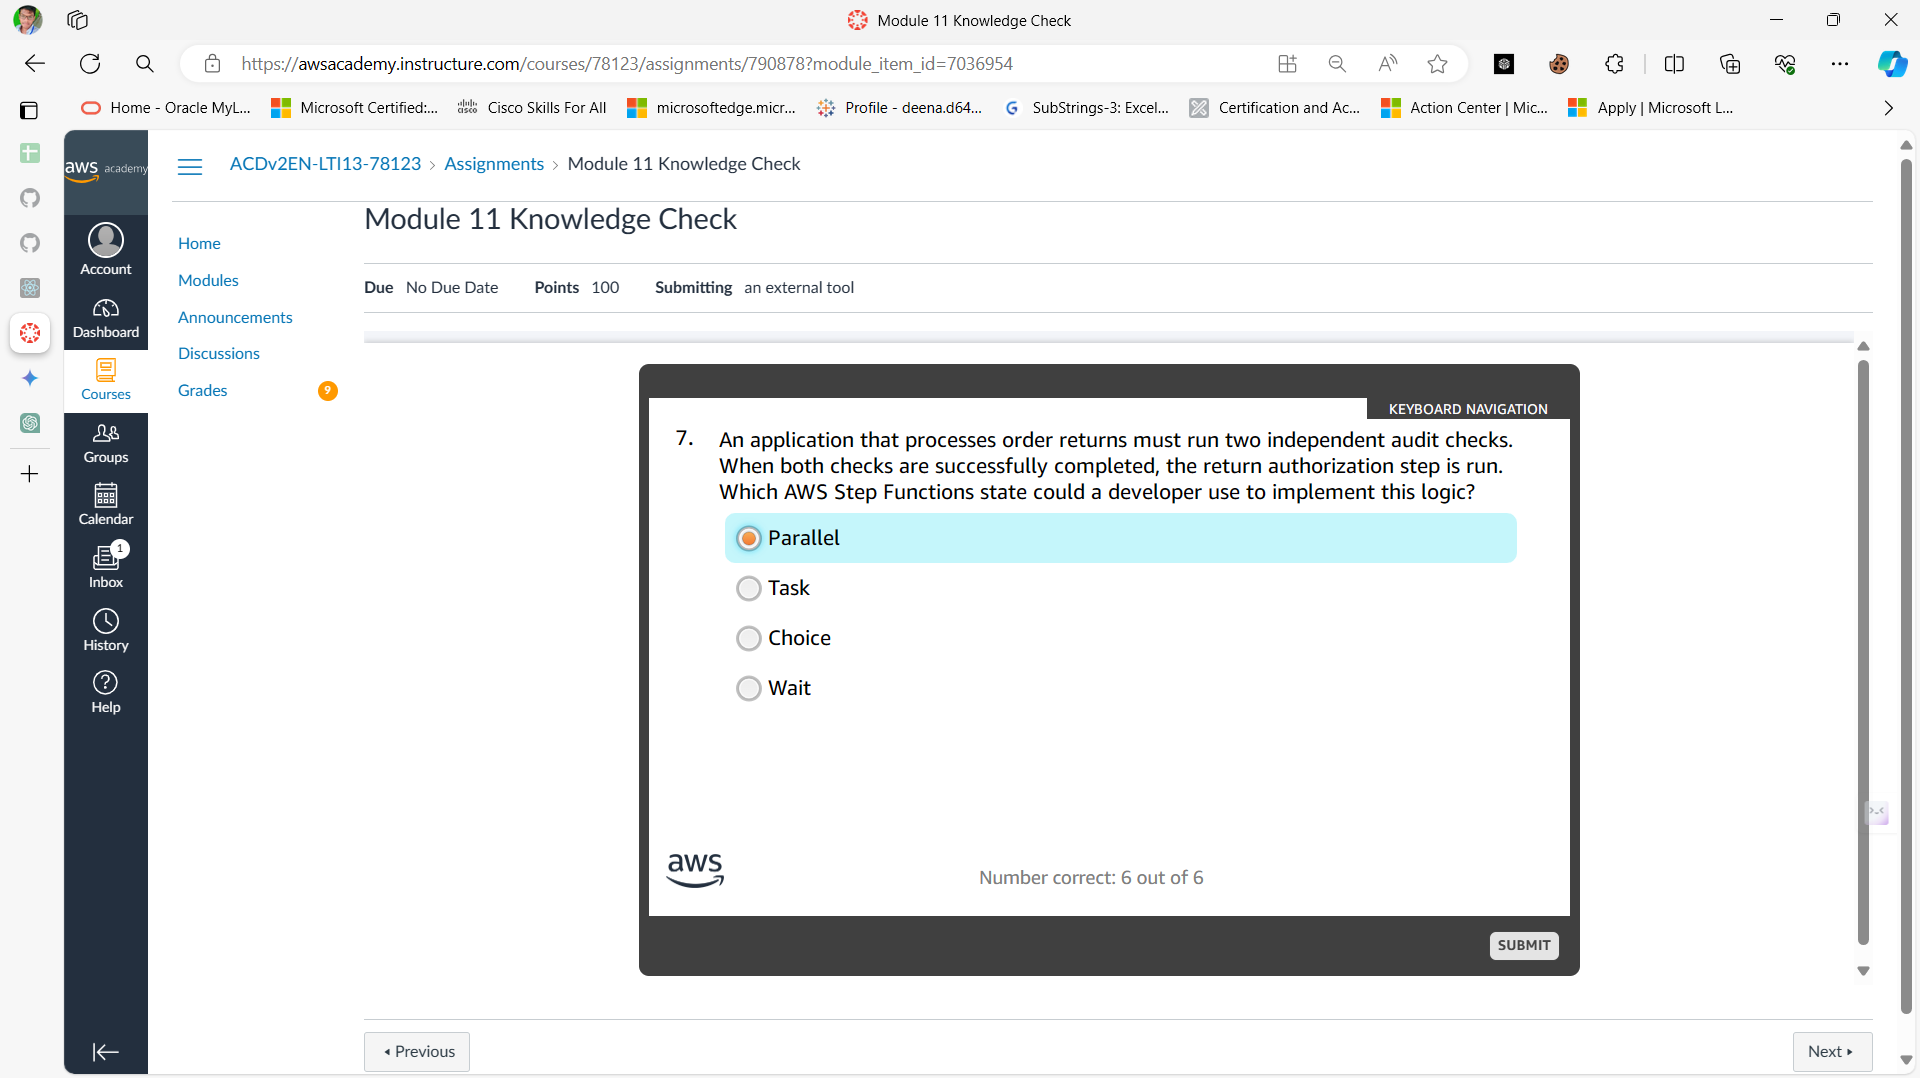 Module 11 Knowledge Check
https://awsacademy.instructure.com/courses/78123/assignments/790878?module_item_id=7036954
Home - Oracle MyL...
Microsoft Certified:...
Cisco Skills For All
microsoftedge.micr...
Profile - deena.d64...
SubStrings-3: Excel...
Certification and Ac...
Action Center | Mic...
Apply | Microsoft L...
aws academy
ACDv2EN-LTI13-78123 › Assignments › Module 11 Knowledge Check
Account
Dashboard
Courses
Groups
Calendar
1
Inbox
History
Help
Home
Modules
Announcements
Discussions
Grades 9
Module 11 Knowledge Check
Due No Due Date Points 100 Submitting an external tool
KEYBOARD NAVIGATION
7. An application that processes order returns must run two independent audit checks.
When both checks are successfully completed, the return authorization step is run.
Which AWS Step Functions state could a developer use to implement this logic?
Parallel
Task
Choice
Wait
aws
Number correct: 6 out of 6
SUBMIT
Previous
Next